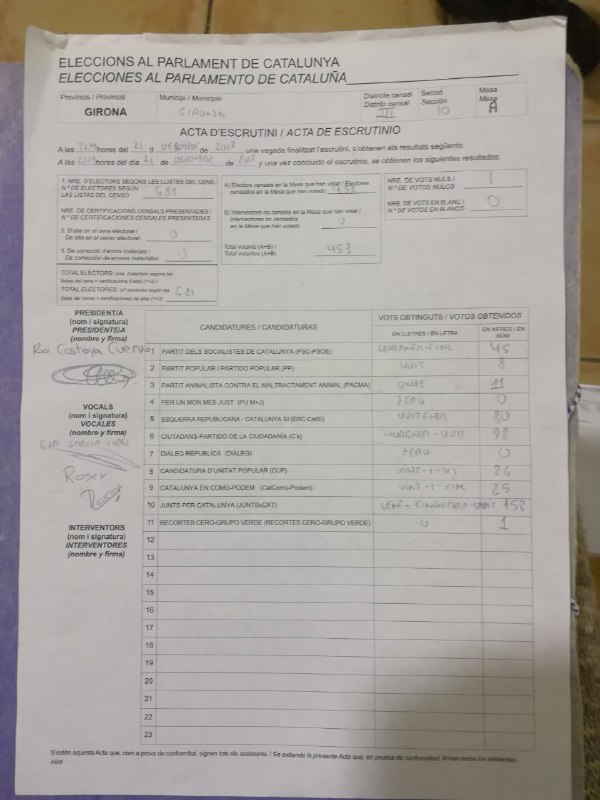 ELECCIONS AL PARLAMENT DE CATALUNYA
ELECCIONES AL PARLAMENTO DE CATALUÑA
Provincia / Provincia
GIRONA
Municipi / Municipio
GIRONA
Districte censal
Distrito censal
III
Secció
Sección
10
Mesa
Mesa
A
ACTA D'ESCRUTINI / ACTA DE ESCRUTINIO
A les hores del 21 d de 2017, una vegada finalitzat l'escrutini, s'obtenen els resultats següents:
A las horas del día 21 de de 2017 y una vez concluido el escrutinio, se obtienen los siguientes resultados:
1. NRE. D'ELECTORS SEGONS LES LLISTES DEL CENS /
N.º DE ELECTORES SEGÚN
LAS LISTAS DEL CENSO
581
NRE. DE CERTIFICACIONS CENSALS PRESENTADES /
N.º DE CERTIFICACIONES CENSALES PRESENTADAS
2. D'alta en el cens electoral /
De alta en el censo electoral:
0
3. De correcció d'errors materials /
De corrección de errores materiales:
0
TOTAL ELECTORS: (nre. d'electors segons les
llistes del cens + certificacions d'alta) (1+2) /
TOTAL ELECTORES: (nº electores según las
listas del censo + certificaciones de alta) (1+2)
581
A) Electors censats en la Mesa que han votat / Electores
censados en la Mesa que han votado
453
B) Interventors no censats en la Mesa que han votat /
Interventores no censados
en la Mesa que han votado
0
Total votants (A+B) /
Total votantes (A+B)
453
NRE. DE VOTS NULS /
N.º DE VOTOS NULOS
1
NRE. DE VOTS EN BLANC /
N.º DE VOTOS EN BLANCO
0
PRESIDENT/A
(nom i signatura)
PRESIDENTE/A
(nombre y firma)
VOCALS
(nom i signatura)
VOCALES
(nombre y firma)
Roser
INTERVENTORS
(nom i signatura)
INTERVENTORES
(nombre y firma)
CANDIDATURES / CANDIDATURAS
VOTS OBTINGUTS / VOTOS OBTENIDOS
EN LLETRES / EN LETRA
EN XIFRES / EN NÚM.
1 PARTIT DELS SOCIALISTES DE CATALUNYA (PSC-PSOE) QUARANTA-CINC 45
2 PARTIT POPULAR / PARTIDO POPULAR (PP) VUIT 8
3 PARTIT ANIMALISTA CONTRA EL MALTRACTAMENT ANIMAL (PACMA) ONZE 11
4 PER UN MÓN MÉS JUST (PU M+J) ZERO 0
5 ESQUERRA REPUBLICANA - CATALUNYA SÍ (ERC-CatSí) VUITANTA 80
6 CIUTADANS-PARTIDO DE LA CIUDADANÍA (C's) NORANTA-VUIT 98
7 DIÀLEG REPUBLICÀ (DIÀLEG) ZERO 0
8 CANDIDATURA D'UNITAT POPULAR (CUP) VINT-I-SIS 26
9 CATALUNYA EN COMÚ-PODEM (CatComú-Podem) VINT-I-CINC 25
10 JUNTS PER CATALUNYA (JUNTSxCAT) CENT-CINQUANTA-VUIT 158
11 RECORTES CERO-GRUPO VERDE (RECORTES CERO-GRUPO VERDE) U 1
12
13
14
15
16
17
18
19
20
21
22
23
S'estén aquesta Acta que, com a prova de conformitat, signen tots els assistents. / Se extiende la presente Acta que, en prueba de conformidad, firman todos los asistentes.
AEM